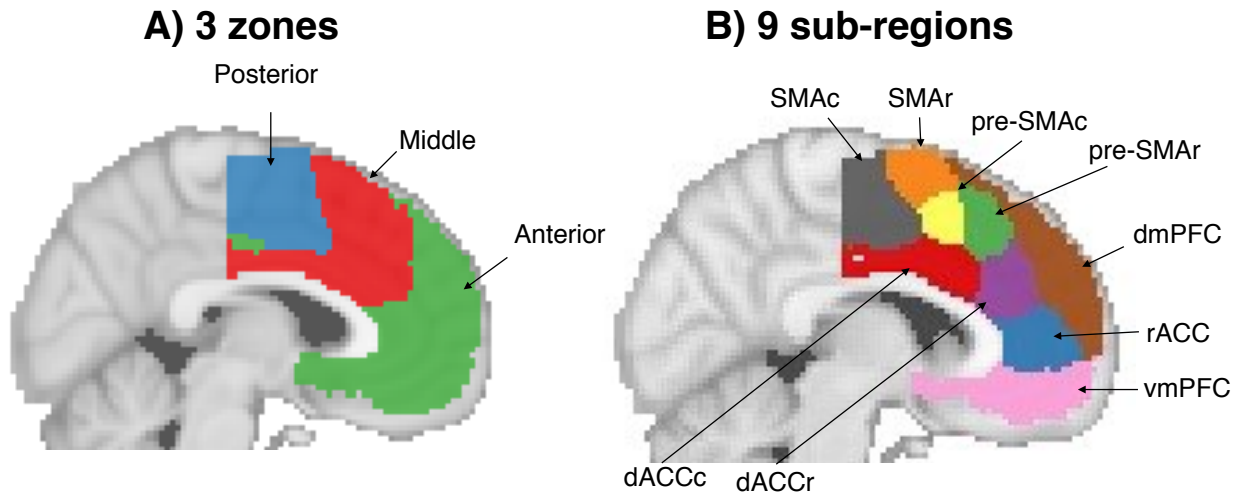 A) 3 zones
Posterior
Middle
Anterior
B) 9 sub-regions
SMAc
SMAr
pre-SMAc
pre-SMAr
dmPFC
rACC
vmPFC
dACCc
dACCr